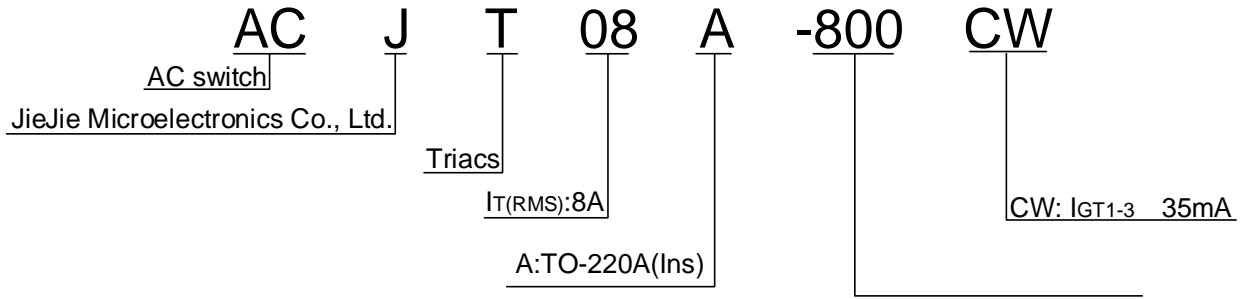 AC J T 08 A -800 CW
AC switch
JieJie Microelectronics Co., Ltd.
Triacs
IT(RMS):8A
CW: IGT1-3 35mA
A:TO-220A(Ins)